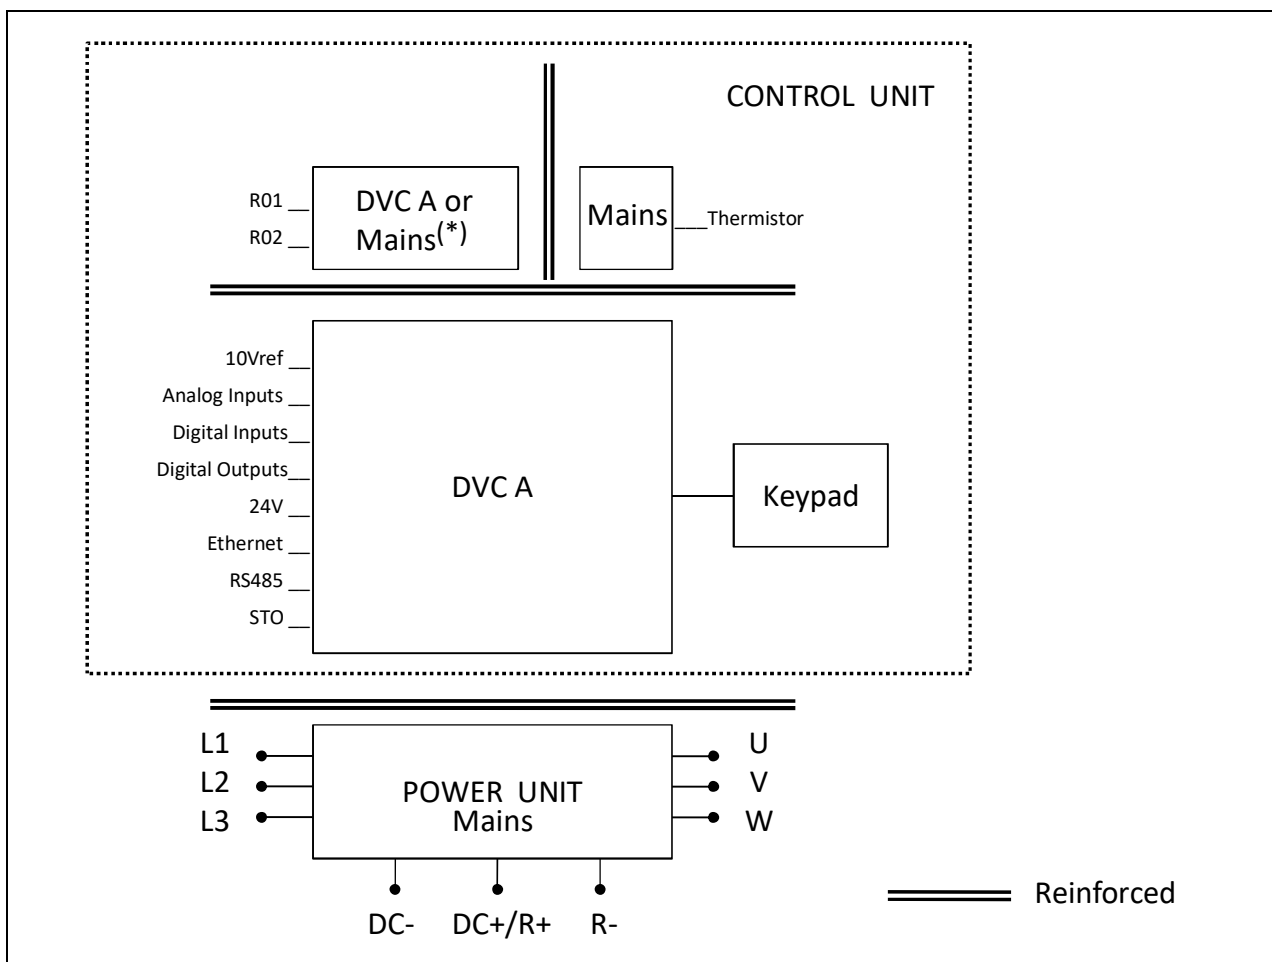 CONTROL UNIT
R01
R02
DVC A or
Mains(*)
Mains
Thermistor
10Vref
Analog Inputs
Digital Inputs
Digital Outputs
24V
Ethernet
RS485
STO
DVC A
Keypad
L1
L2
L3
POWER UNIT
Mains
U
V
W
DC-
DC+/R+
R-
Reinforced